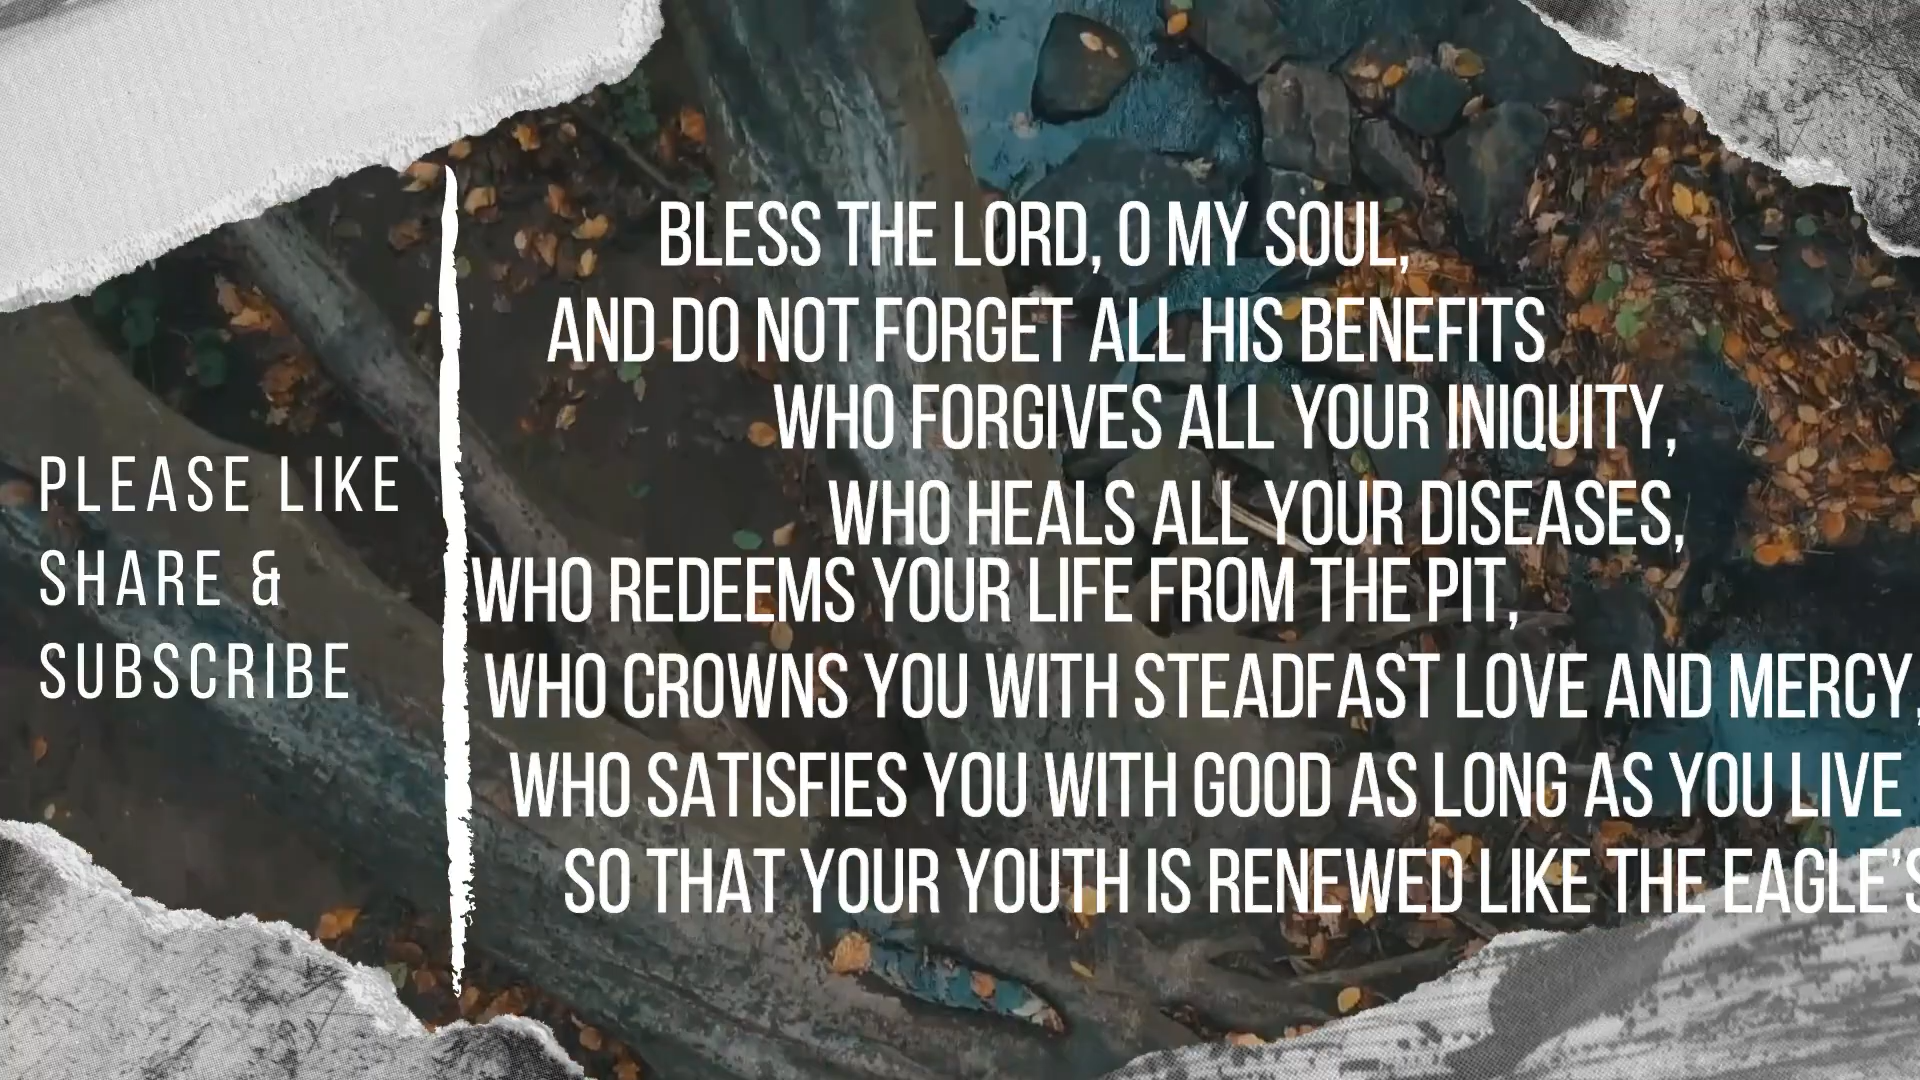 PLEASE LIKE
SHARE &
SUBSCRIBE
BLESS THE LORD, O MY SOUL,
AND DO NOT FORGET ALL HIS BENEFITS
WHO FORGIVES ALL YOUR INIQUITY,
WHO HEALS ALL YOUR DISEASES,
WHO REDEEMS YOUR LIFE FROM THE PIT,
WHO CROWNS YOU WITH STEADFAST LOVE AND MERCY,
WHO SATISFIES YOU WITH GOOD AS LONG AS YOU LIVE
SO THAT YOUR YOUTH IS RENEWED LIKE THE EAGLE'S